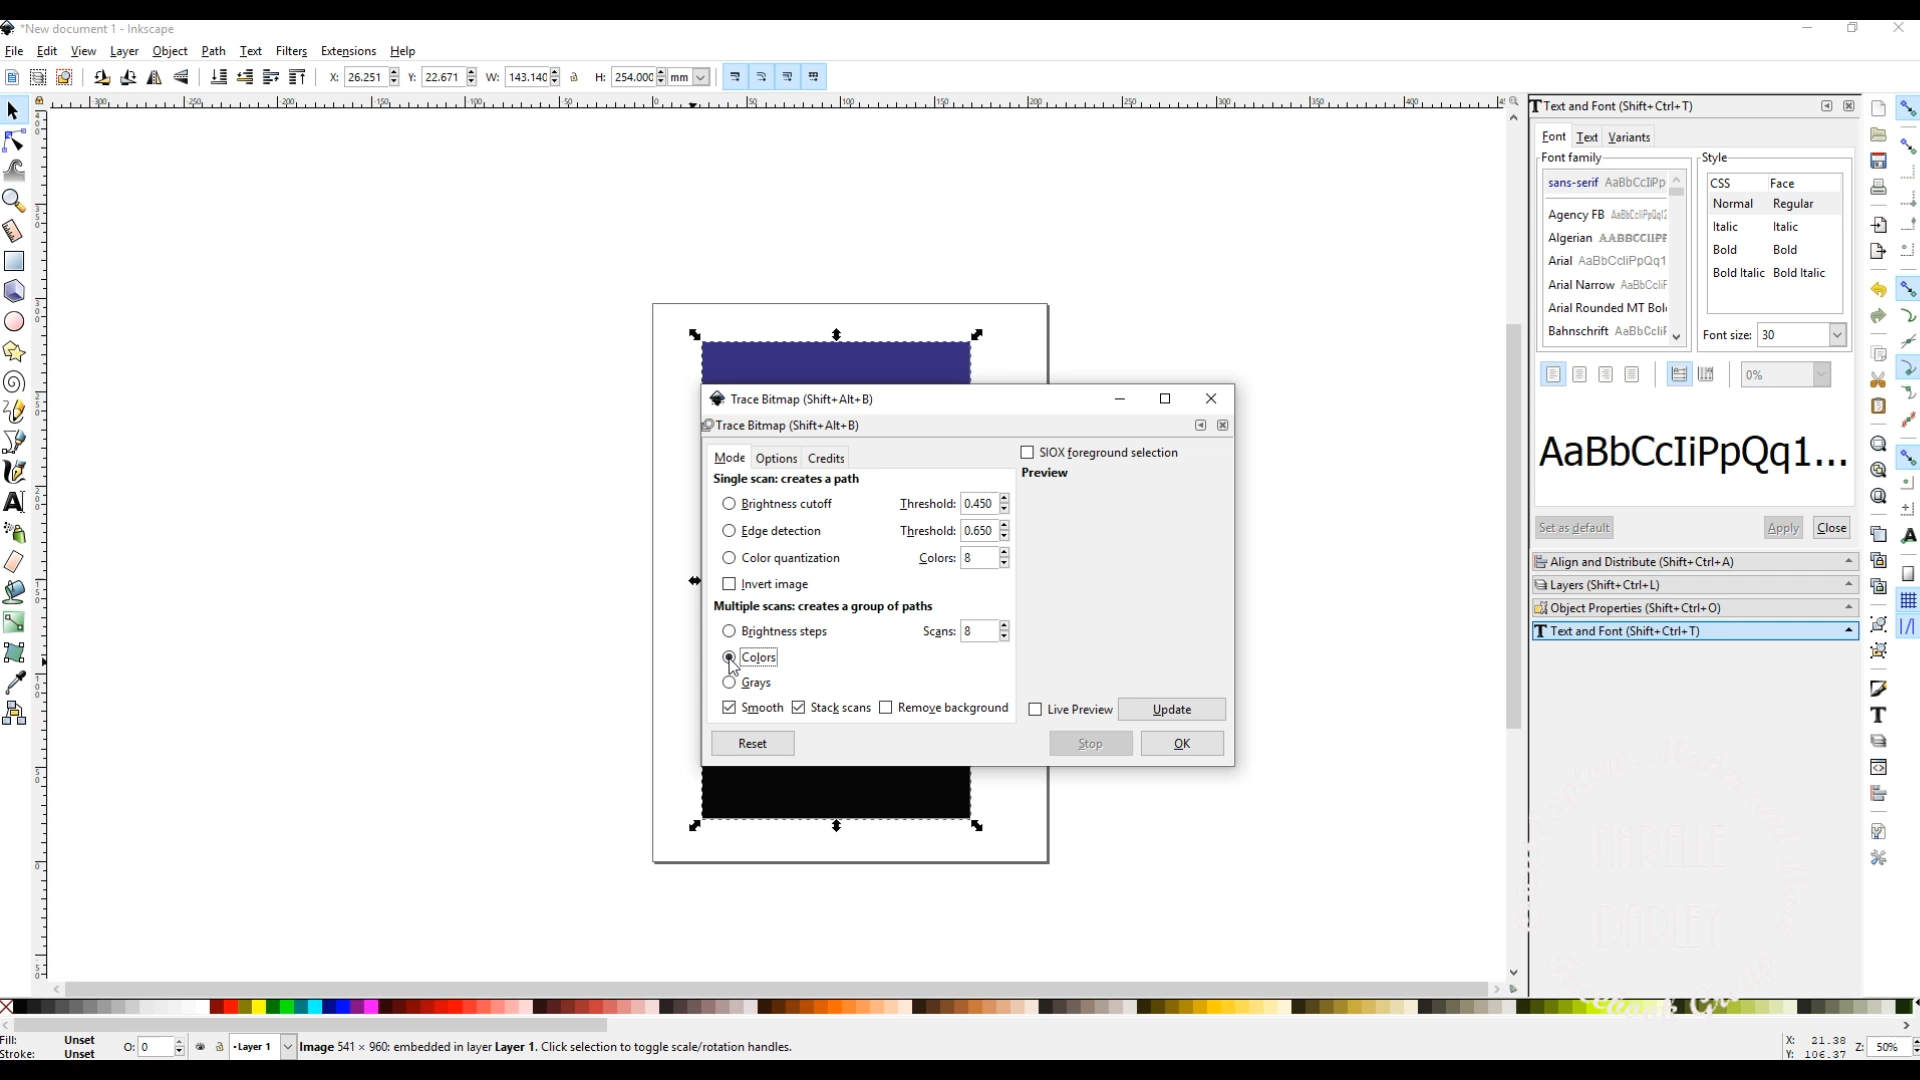 *New document 1 - Inkscape
File Edit View Layer Object Path Text Filters Extensions Help
X: 26.251 Y: 22.671 W: 143.140 H: 254.000 mm
Text and Font (Shift+Ctrl+T)
Font Text Variants
Font family
Style
sans-serif AaBbCcIiPp
CSS Face
Normal Regular
Agency FB AaBbCcIiPpQq12
Italic Italic
Algerian AABBCCIIPP
Bold Bold
Arial AaBbCcIiPpQq1
Bold Italic Bold Italic
Arial Narrow AaBbCcIiF
Arial Rounded MT Bol
Bahnschrift AaBbCcIiF
Font size: 30
0%
AaBbCcIiPpQq1...
Set as default Apply Close
Align and Distribute (Shift+Ctrl+A)
Layers (Shift+Ctrl+L)
Object Properties (Shift+Ctrl+O)
Text and Font (Shift+Ctrl+T)
Trace Bitmap (Shift+Alt+B)
Trace Bitmap (Shift+Alt+B)
Mode Options Credits
SIOX foreground selection
Preview
Single scan: creates a path
Brightness cutoff Threshold: 0.450
Edge detection Threshold: 0.650
Color quantization Colors: 8
Invert image
Multiple scans: creates a group of paths
Brightness steps Scans: 8
Colors
Grays
Smooth Stack scans Remove background
Live Preview Update
Reset Stop OK
NARELLE
DARLEY
Fill: Unset
Stroke: Unset
O: 0
Layer 1
Image 541 × 960: embedded in layer Layer 1. Click selection to toggle scale/rotation handles.
X: 21.38
Y: 106.37
Z: 50%